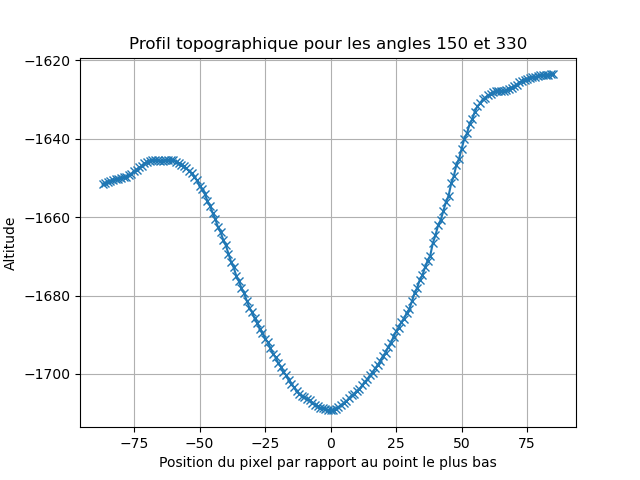 Profil topographique pour les angles 150 et 330
−1620
−1640
−1660
−1680
−1700
Altitude
−75 −50 −25 0 25 50 75
Position du pixel par rapport au point le plus bas